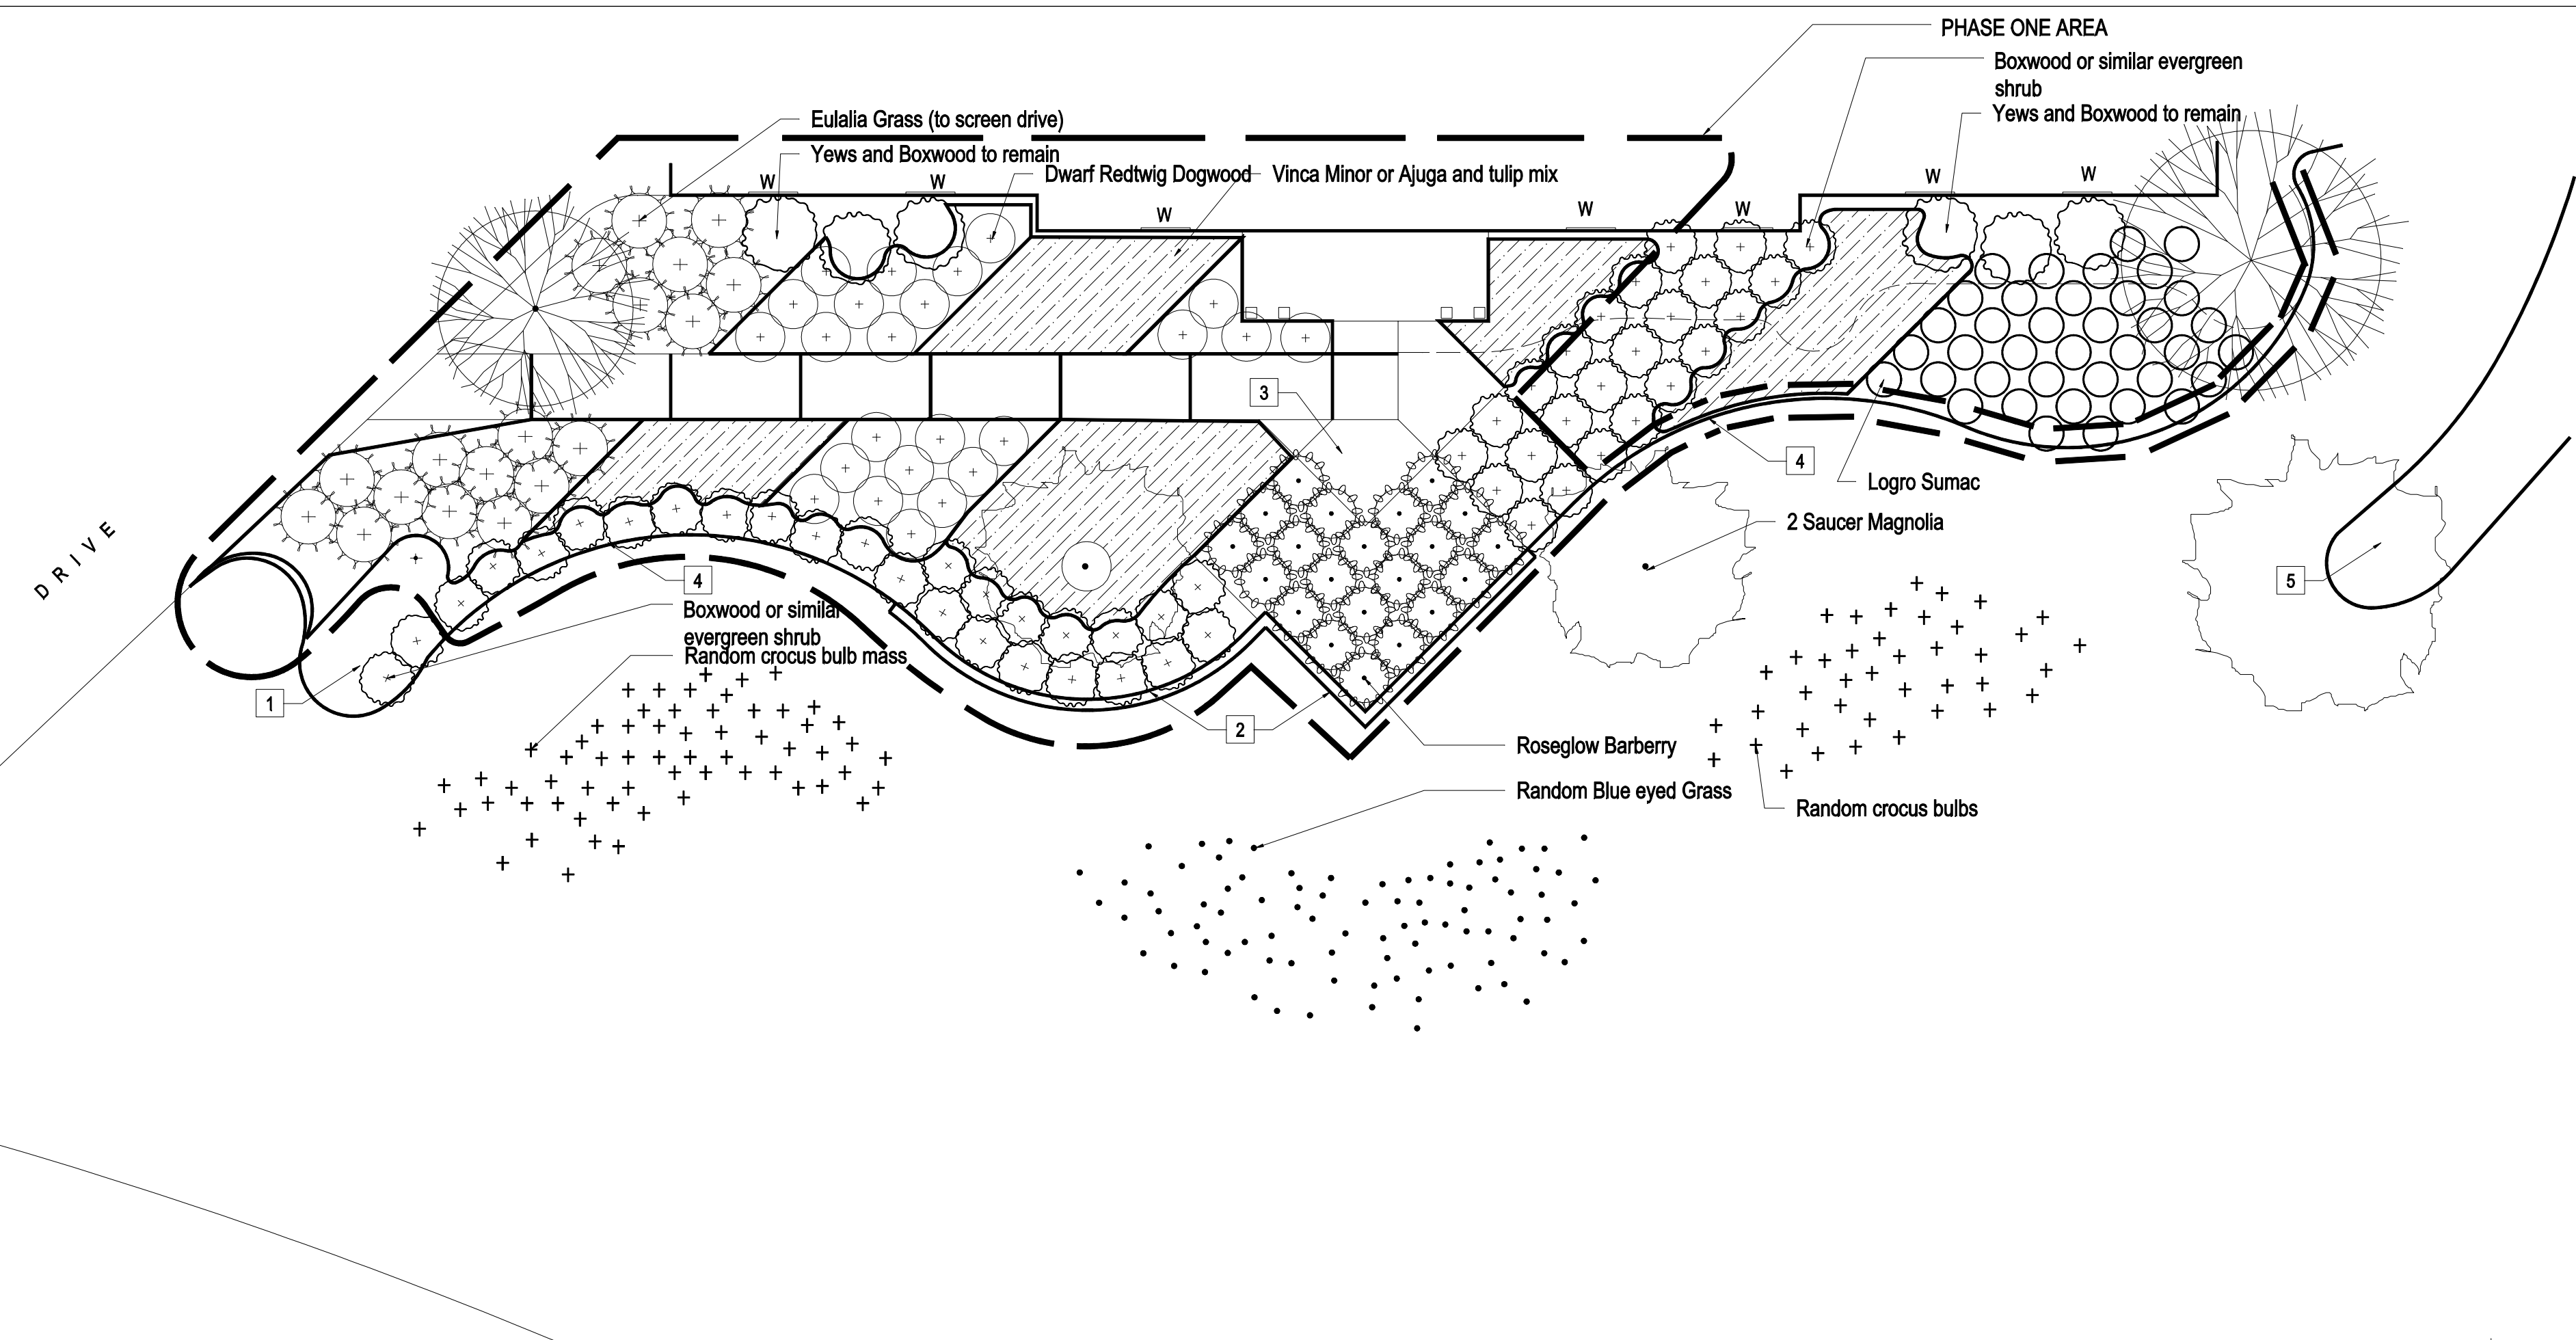 PHASE ONE AREA
Boxwood or similar evergreen
shrub
Yews and Boxwood to remain
Eulalia Grass (to screen drive)
Yews and Boxwood to remain
Dwarf Redtwig Dogwood
Vinca Minor or Ajuga and tulip mix
W
W
W
W
W
W
W
3
4
Logro Sumac
2 Saucer Magnolia
DRIVE
4
5
Boxwood or similar
evergreen shrub
Random crocus bulb mass
1
2
Roseglow Barberry
Random Blue eyed Grass
Random crocus bulbs